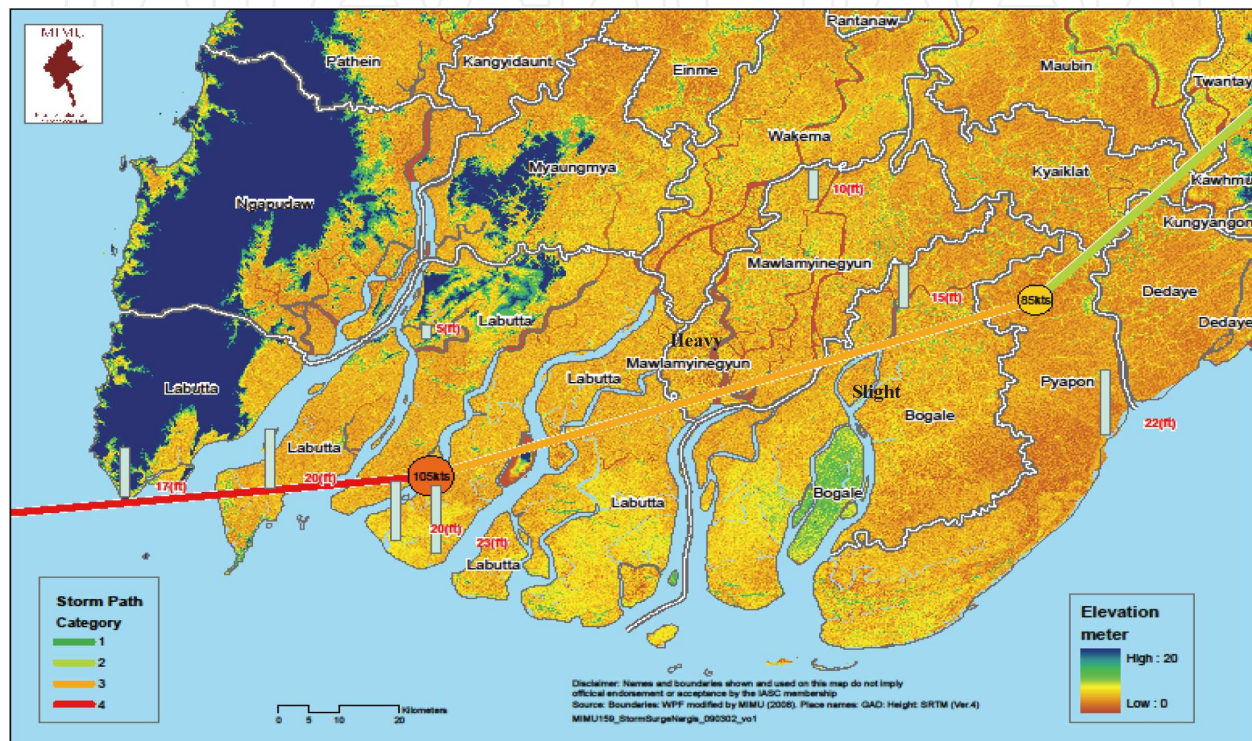 MIMU
Pantanaw
Pathein
Kangyidaunt
Einme
Maubin
Twantay
Wakema
Myaungmya
Kyaiklat
10(ft)
Kawhmu
Ngapudaw
Kungyangon
Mawlamyinegyun
15(ft)
85kts
Dedaye
5(ft)
Labutta
Dedaye
Heavy
Mawlamyinegyun
Labutta
Labutta
Pyapon
Slight
Bogale
22(ft)
Labutta
105kts
20(ft)
17(ft)
Bogale
Labutta
20(ft)
23(ft)
Labutta
Storm Path
Category
1
2
3
4
Elevation
meter
High : 20
Low : 0
Kilometers
0 5 10 20
Disclaimer: Names and boundaries shown and used on this map do not imply
officical endorsement or acceptance by the IASC membership
Source: Boundaries: WPF modified by MIMU (2008). Place names: GAD: Height: SRTM (Ver.4)
MIMU159_StormSurgeNargis_090302_vo1